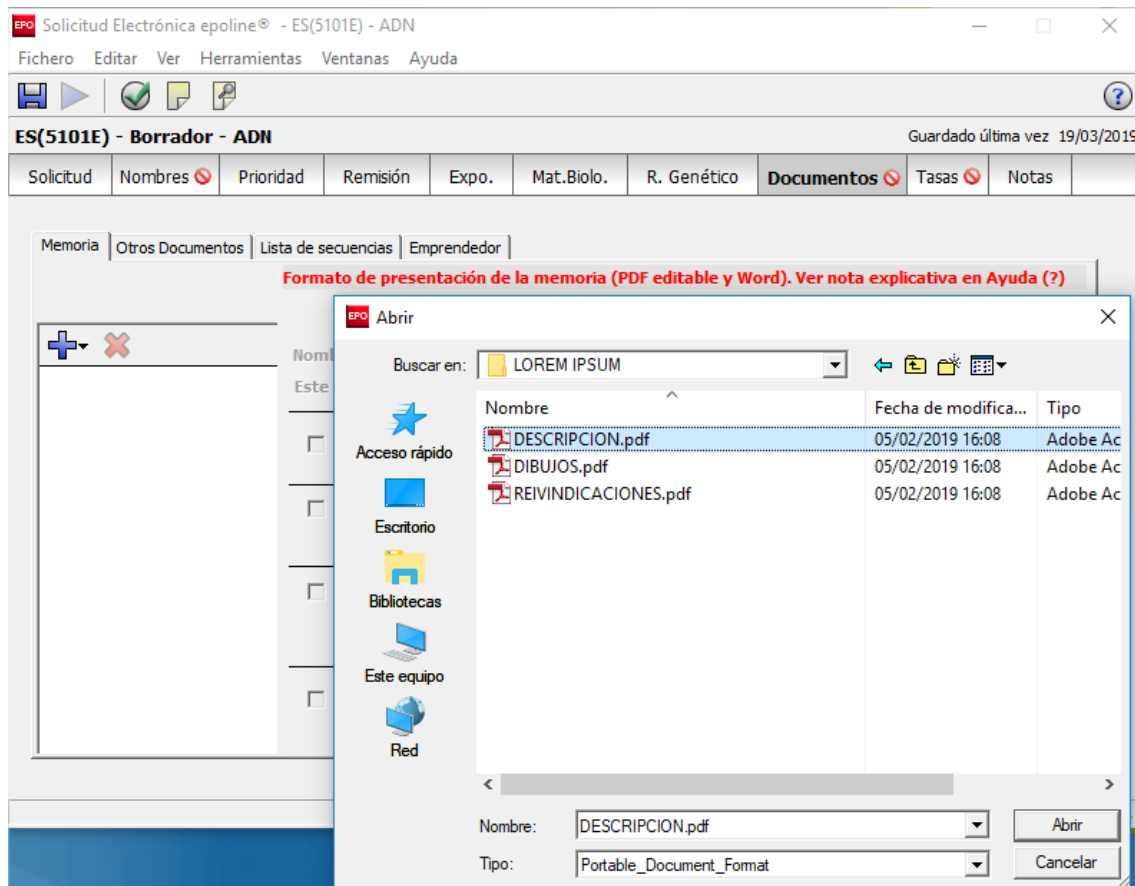 EPO Solicitud Electrónica epoline® - ES(5101E) - ADN
Fichero Editar Ver Herramientas Ventanas Ayuda
ES(5101E) - Borrador - ADN Guardado última vez 19/03/2019
Solicitud Nombres Prioridad Remisión Expo. Mat.Biolo. R. Genético Documentos Tasas Notas
Memoria Otros Documentos Lista de secuencias Emprendedor
Formato de presentación de la memoria (PDF editable y Word). Ver nota explicativa en Ayuda (?)
EPO Abrir
Buscar en: LOREM IPSUM
Este
Nombre Fecha de modifica... Tipo
DESCRIPCION.pdf 05/02/2019 16:08 Adobe Ac
DIBUJOS.pdf 05/02/2019 16:08 Adobe Ac
REIVINDICACIONES.pdf 05/02/2019 16:08 Adobe Ac
Acceso rápido
Escritorio
Bibliotecas
Este equipo
Red
Nombre: DESCRIPCION.pdf Abrir
Tipo: Portable_Document_Format Cancelar